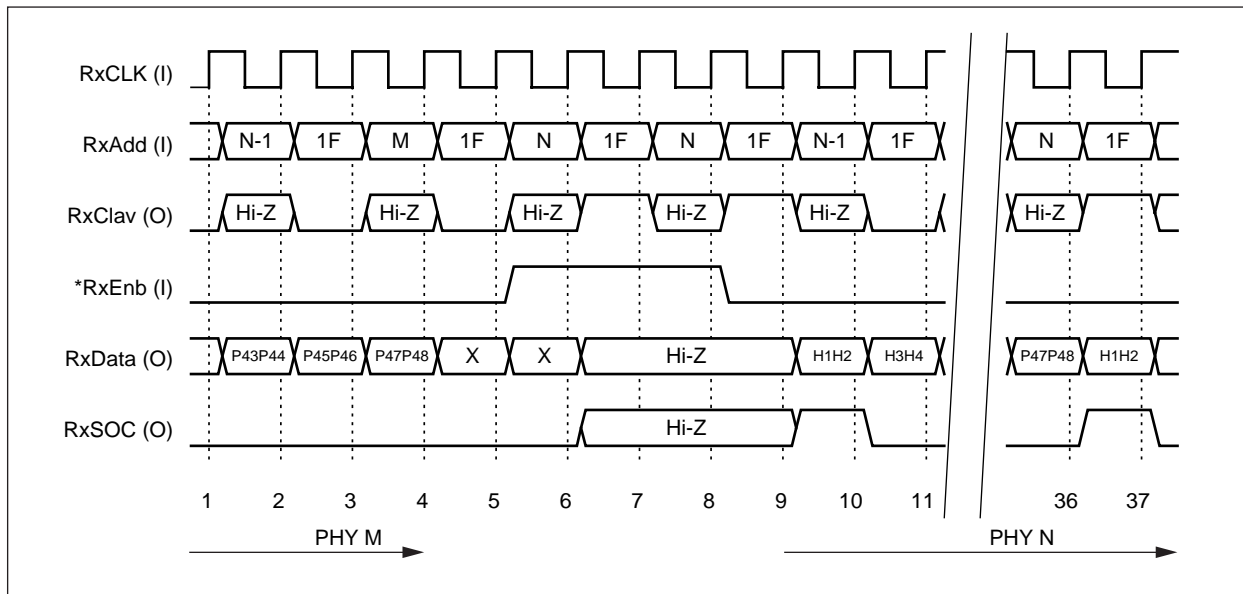 RxCLK (I)
RxAdd (I) N-1 1F M 1F N 1F N 1F N-1 1F N 1F
RxClav (O) Hi-Z Hi-Z Hi-Z Hi-Z Hi-Z Hi-Z
*RxEnb (I)
RxData (O) P43P44 P45P46 P47P48 X X Hi-Z H1H2 H3H4 P47P48 H1H2
RxSOC (O) Hi-Z
1 2 3 4 5 6 7 8 9 10 11 36 37
PHY M PHY N